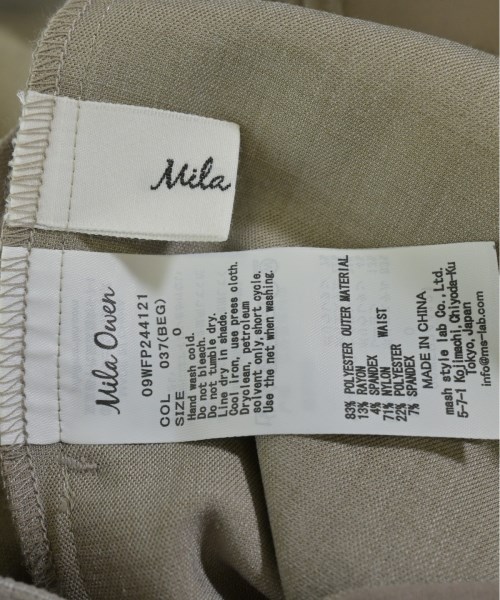 Mila
Mila Owen
09WFP244121
COL 037(BEG)
SIZE 0
Hand wash cold.
Do not bleach.
Do not tumble dry.
Line dry in shade.
Cool iron, use press cloth.
Dryclean, petroleum
solvent only, short cycle.
Use the net when washing.
83% POLYESTER OUTER MATERIAL
13% RAYON
4% SPANDEX WAIST
71% NYLON
22% POLYESTER
7% SPANDEX
MADE IN CHINA
mash style lab Co., Ltd.
5-7-1 Kojimachi, Chiyoda-Ku
Tokyo, Japan
info@ms-lab.com